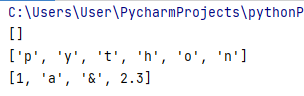 C:\Users\User\PycharmProjects\pythonP
[]
['p', 'y', 't', 'h', 'o', 'n']
[1, 'a', '&', 2.3]